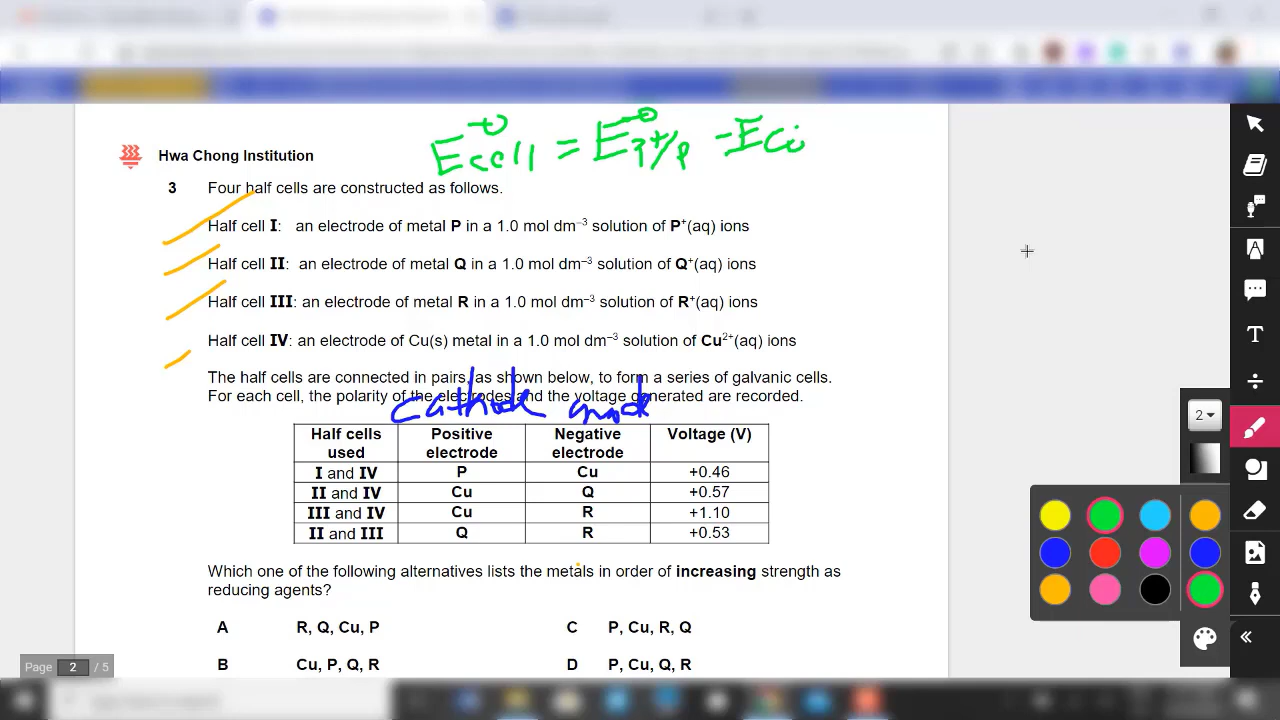 E⦵cell = E⦵P+/P - ECu
Hwa Chong Institution
3 Four half cells are constructed as follows.
Half cell I: an electrode of metal P in a 1.0 mol dm⁻³ solution of P⁺(aq) ions
Half cell II: an electrode of metal Q in a 1.0 mol dm⁻³ solution of Q⁺(aq) ions
Half cell III: an electrode of metal R in a 1.0 mol dm⁻³ solution of R⁺(aq) ions
Half cell IV: an electrode of Cu(s) metal in a 1.0 mol dm⁻³ solution of Cu²⁺(aq) ions
The half cells are connected in pairs, as shown below, to form a series of galvanic cells.
For each cell, the polarity of the electrodes and the voltage generated are recorded.
cathode anode
Half cells used Positive electrode Negative electrode Voltage (V)
I and IV P Cu +0.46
II and IV Cu Q +0.57
III and IV Cu R +1.10
II and III Q R +0.53
Which one of the following alternatives lists the metals in order of increasing strength as
reducing agents?
A R, Q, Cu, P C P, Cu, R, Q
B Cu, P, Q, R D P, Cu, Q, R
Page 2 / 5
2
T